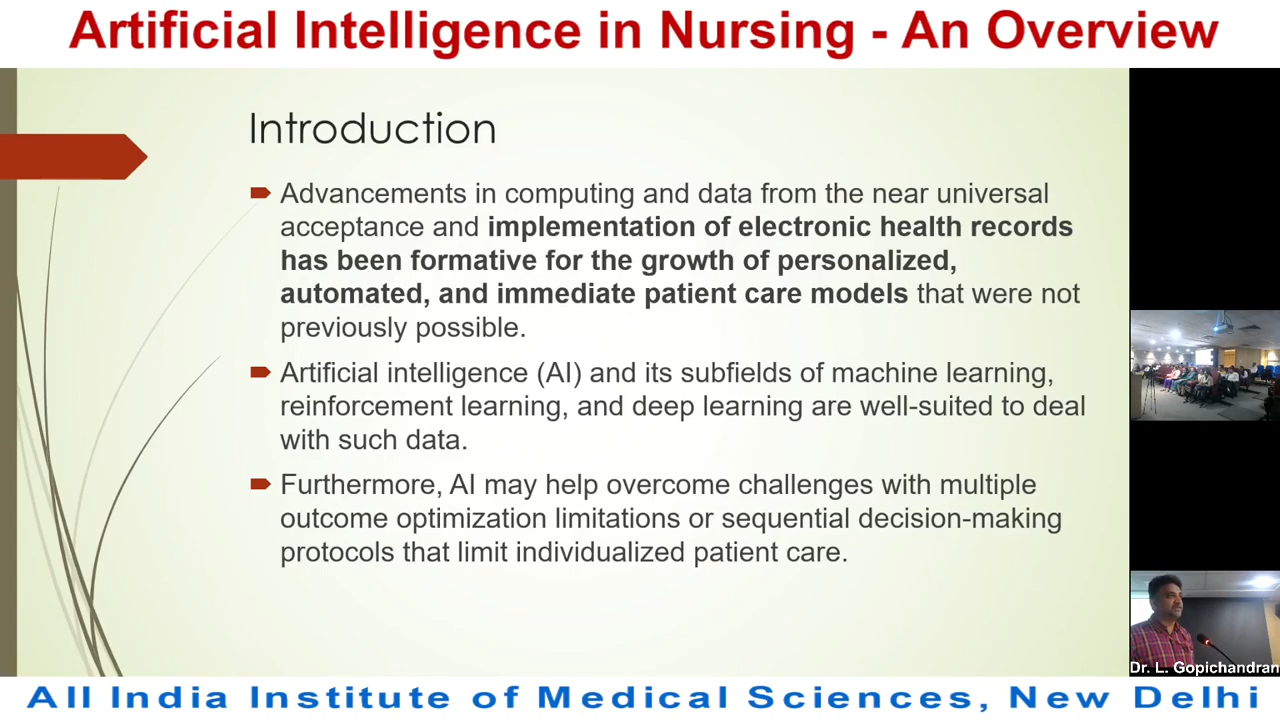 Artificial Intelligence in Nursing - An Overview
Introduction
Advancements in computing and data from the near universal
acceptance and implementation of electronic health records
has been formative for the growth of personalized,
automated, and immediate patient care models that were not
previously possible.
Artificial intelligence (AI) and its subfields of machine learning,
reinforcement learning, and deep learning are well-suited to deal
with such data.
Furthermore, AI may help overcome challenges with multiple
outcome optimization limitations or sequential decision-making
protocols that limit individualized patient care.
Dr. L. Gopichandran
All India Institute of Medical Sciences, New Delhi